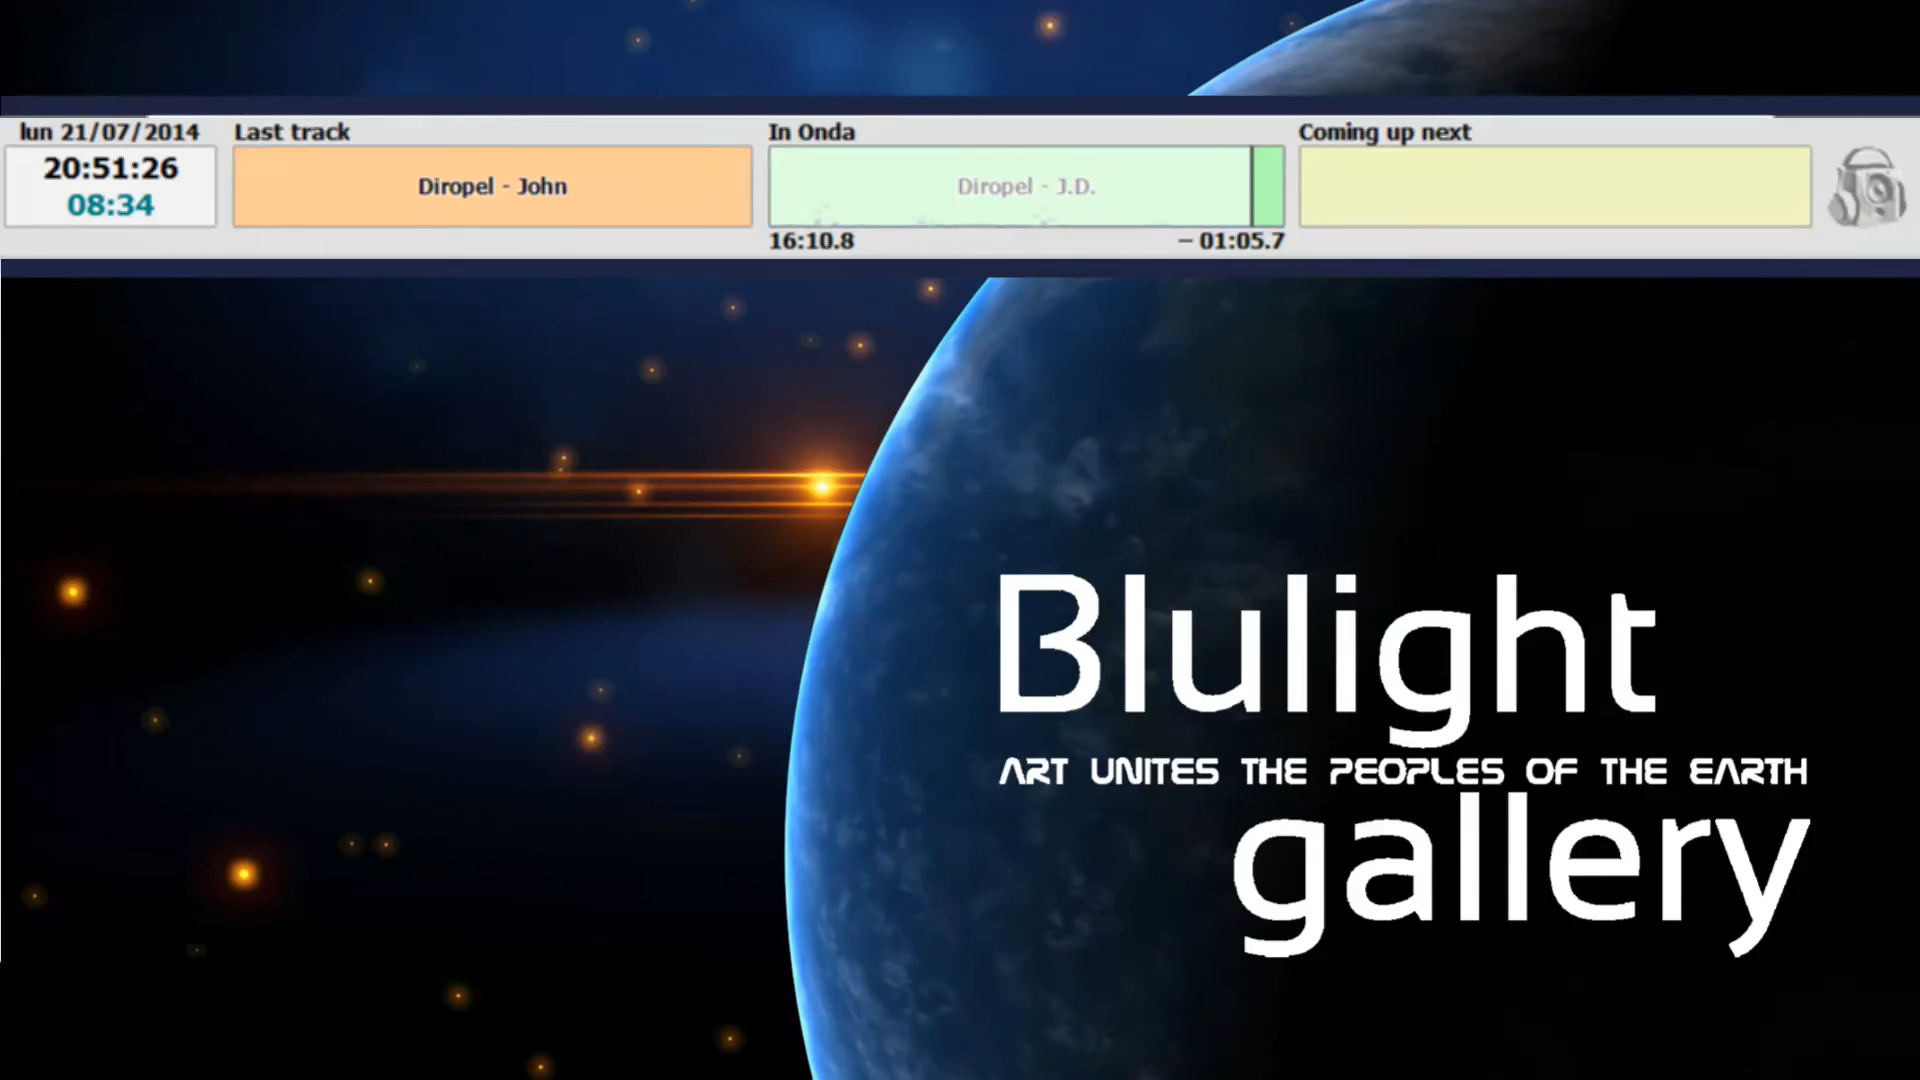 lun 21/07/2014
20:51:26
08:34
Last track
Diropel - John
In Onda
Diropel - J.D.
16:10.8
– 01:05.7
Coming up next
Blulight
ART UNITES THE PEOPLES OF THE EARTH
gallery